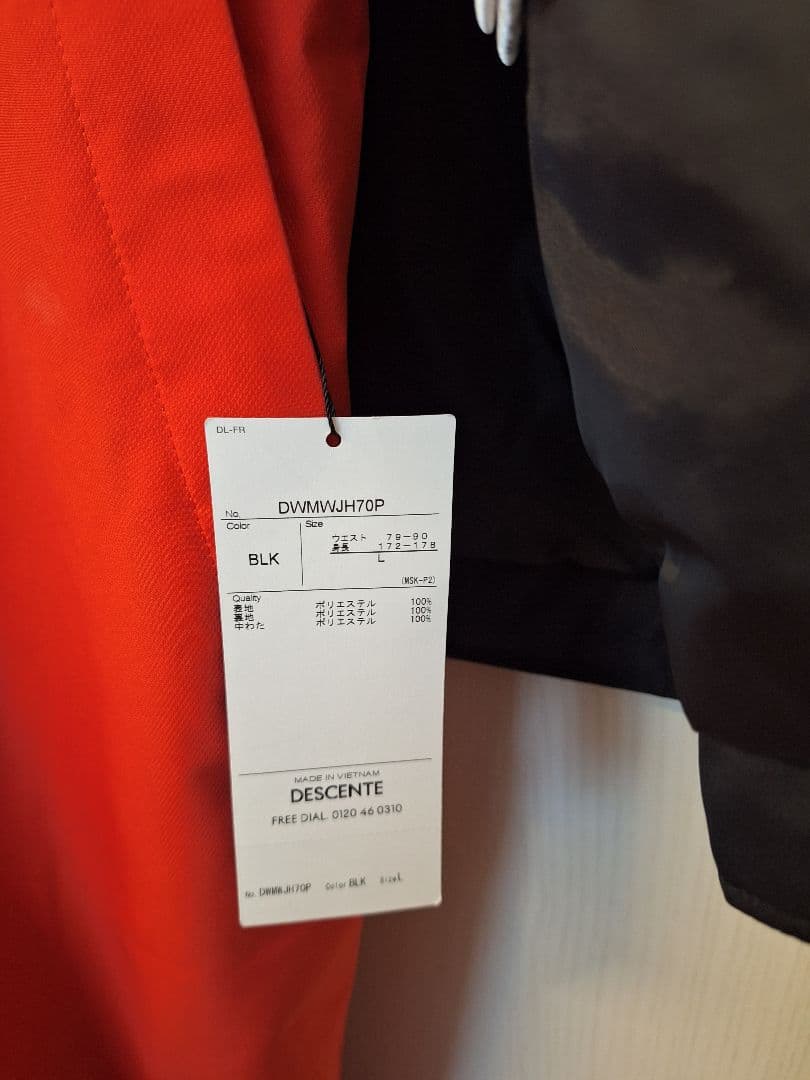 DL-FR
No. DWMWJH70P
Color Size
ウエスト 79-90
身長 172-178
BLK L
(MSK-P2)
Quality
表地 ポリエステル 100%
裏地 ポリエステル 100%
中わた ポリエステル 100%
MADE IN VIETNAM
DESCENTE
FREE DIAL. 0120 46 0310
No. DWMWJH70P Color BLK Size L